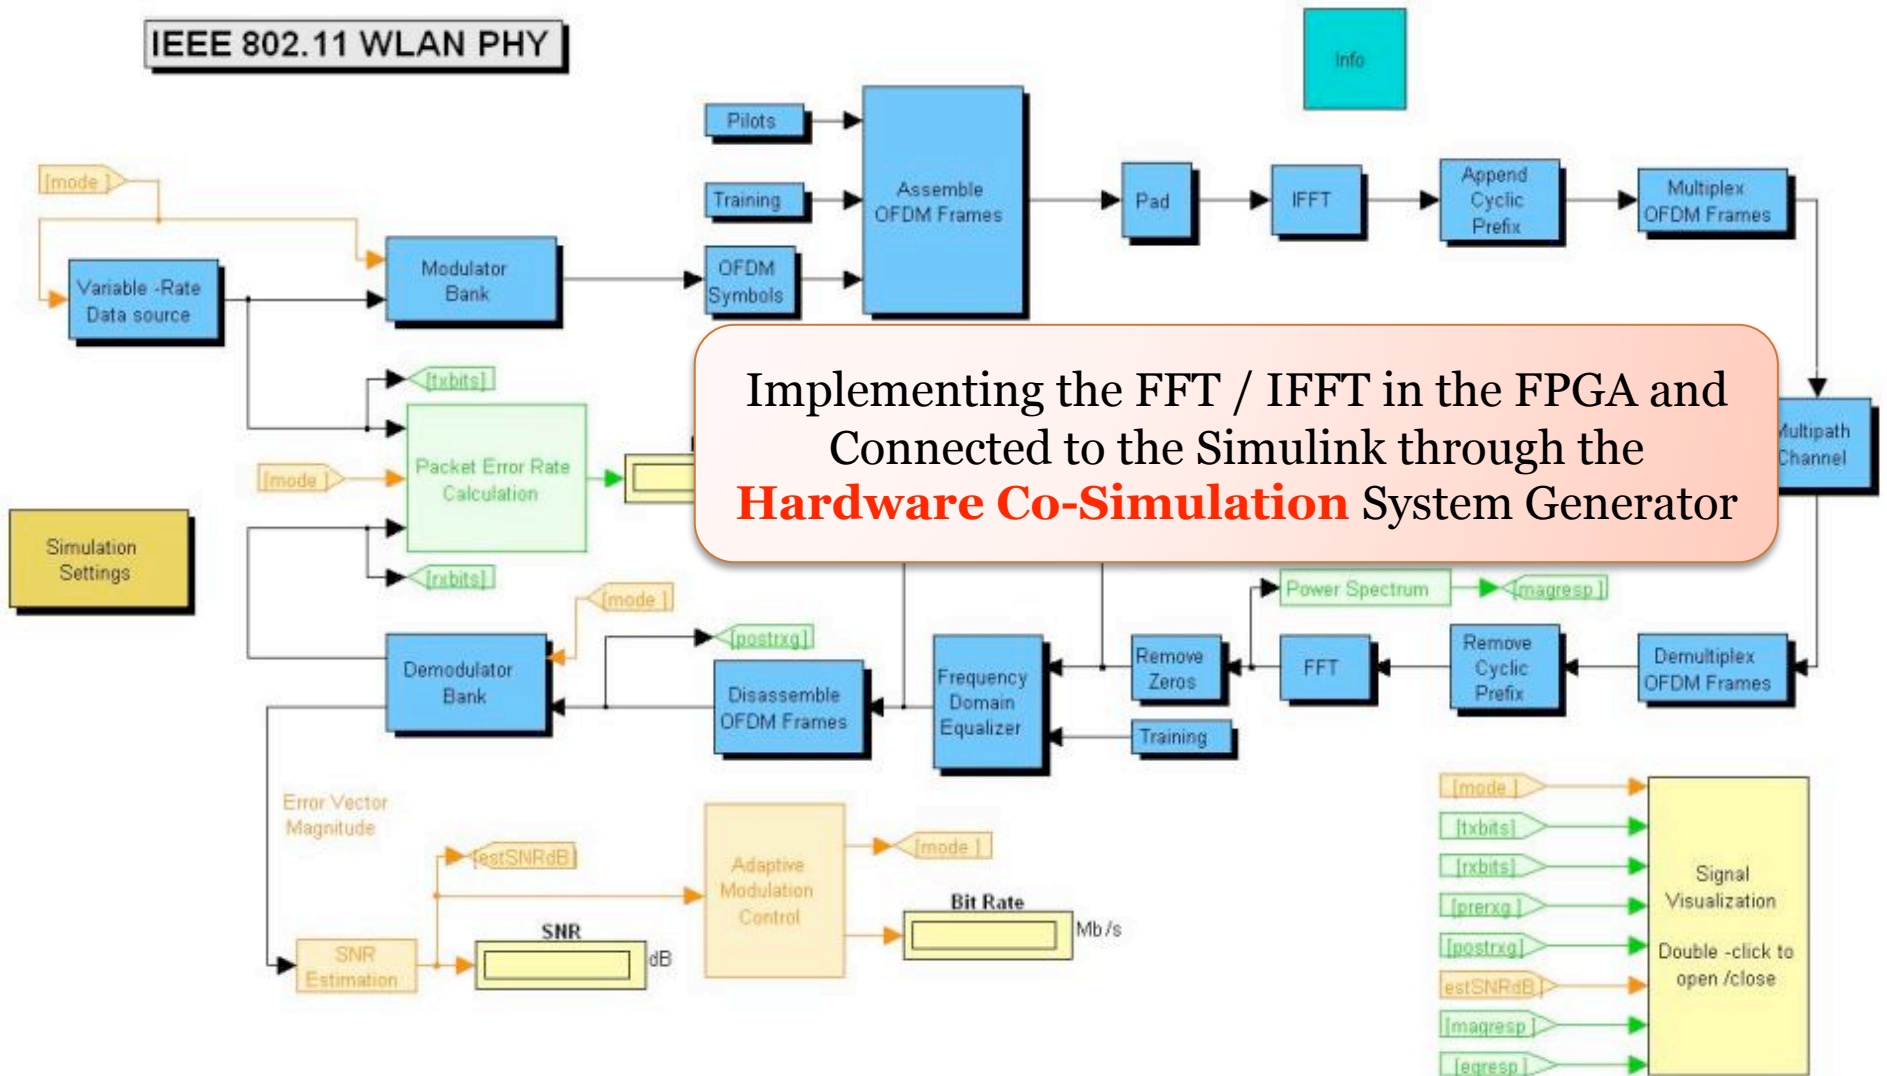 IEEE 802.11 WLAN PHY
Info
Pilots
Training
OFDM
Symbols
Assemble
OFDM Frames
Pad
IFFT
Append
Cyclic
Prefix
Multiplex
OFDM Frames
[mode ]
Variable -Rate
Data source
Modulator
Bank
[txbits]
Packet Error Rate
Calculation
[mode ]
[rxbits]
Implementing the FFT / IFFT in the FPGA and
Connected to the Simulink through the
Hardware Co-Simulation System Generator
Multipath
Channel
Simulation
Settings
[mode ]
Power Spectrum
[magresp ]
[postrxg]
Demodulator
Bank
Disassemble
OFDM Frames
Frequency
Domain
Equalizer
Remove
Zeros
Training
FFT
Remove
Cyclic
Prefix
Demultiplex
OFDM Frames
Error Vector
Magnitude
[estSNRdB]
SNR
Estimation
SNR
dB
Adaptive
Modulation
Control
[mode ]
Bit Rate
Mb/s
[mode ]
[txbits]
[rxbits]
[prerxg ]
[postrxg]
[estSNRdB]
[magresp ]
[eqresp ]
Signal
Visualization
Double -click to
open /close